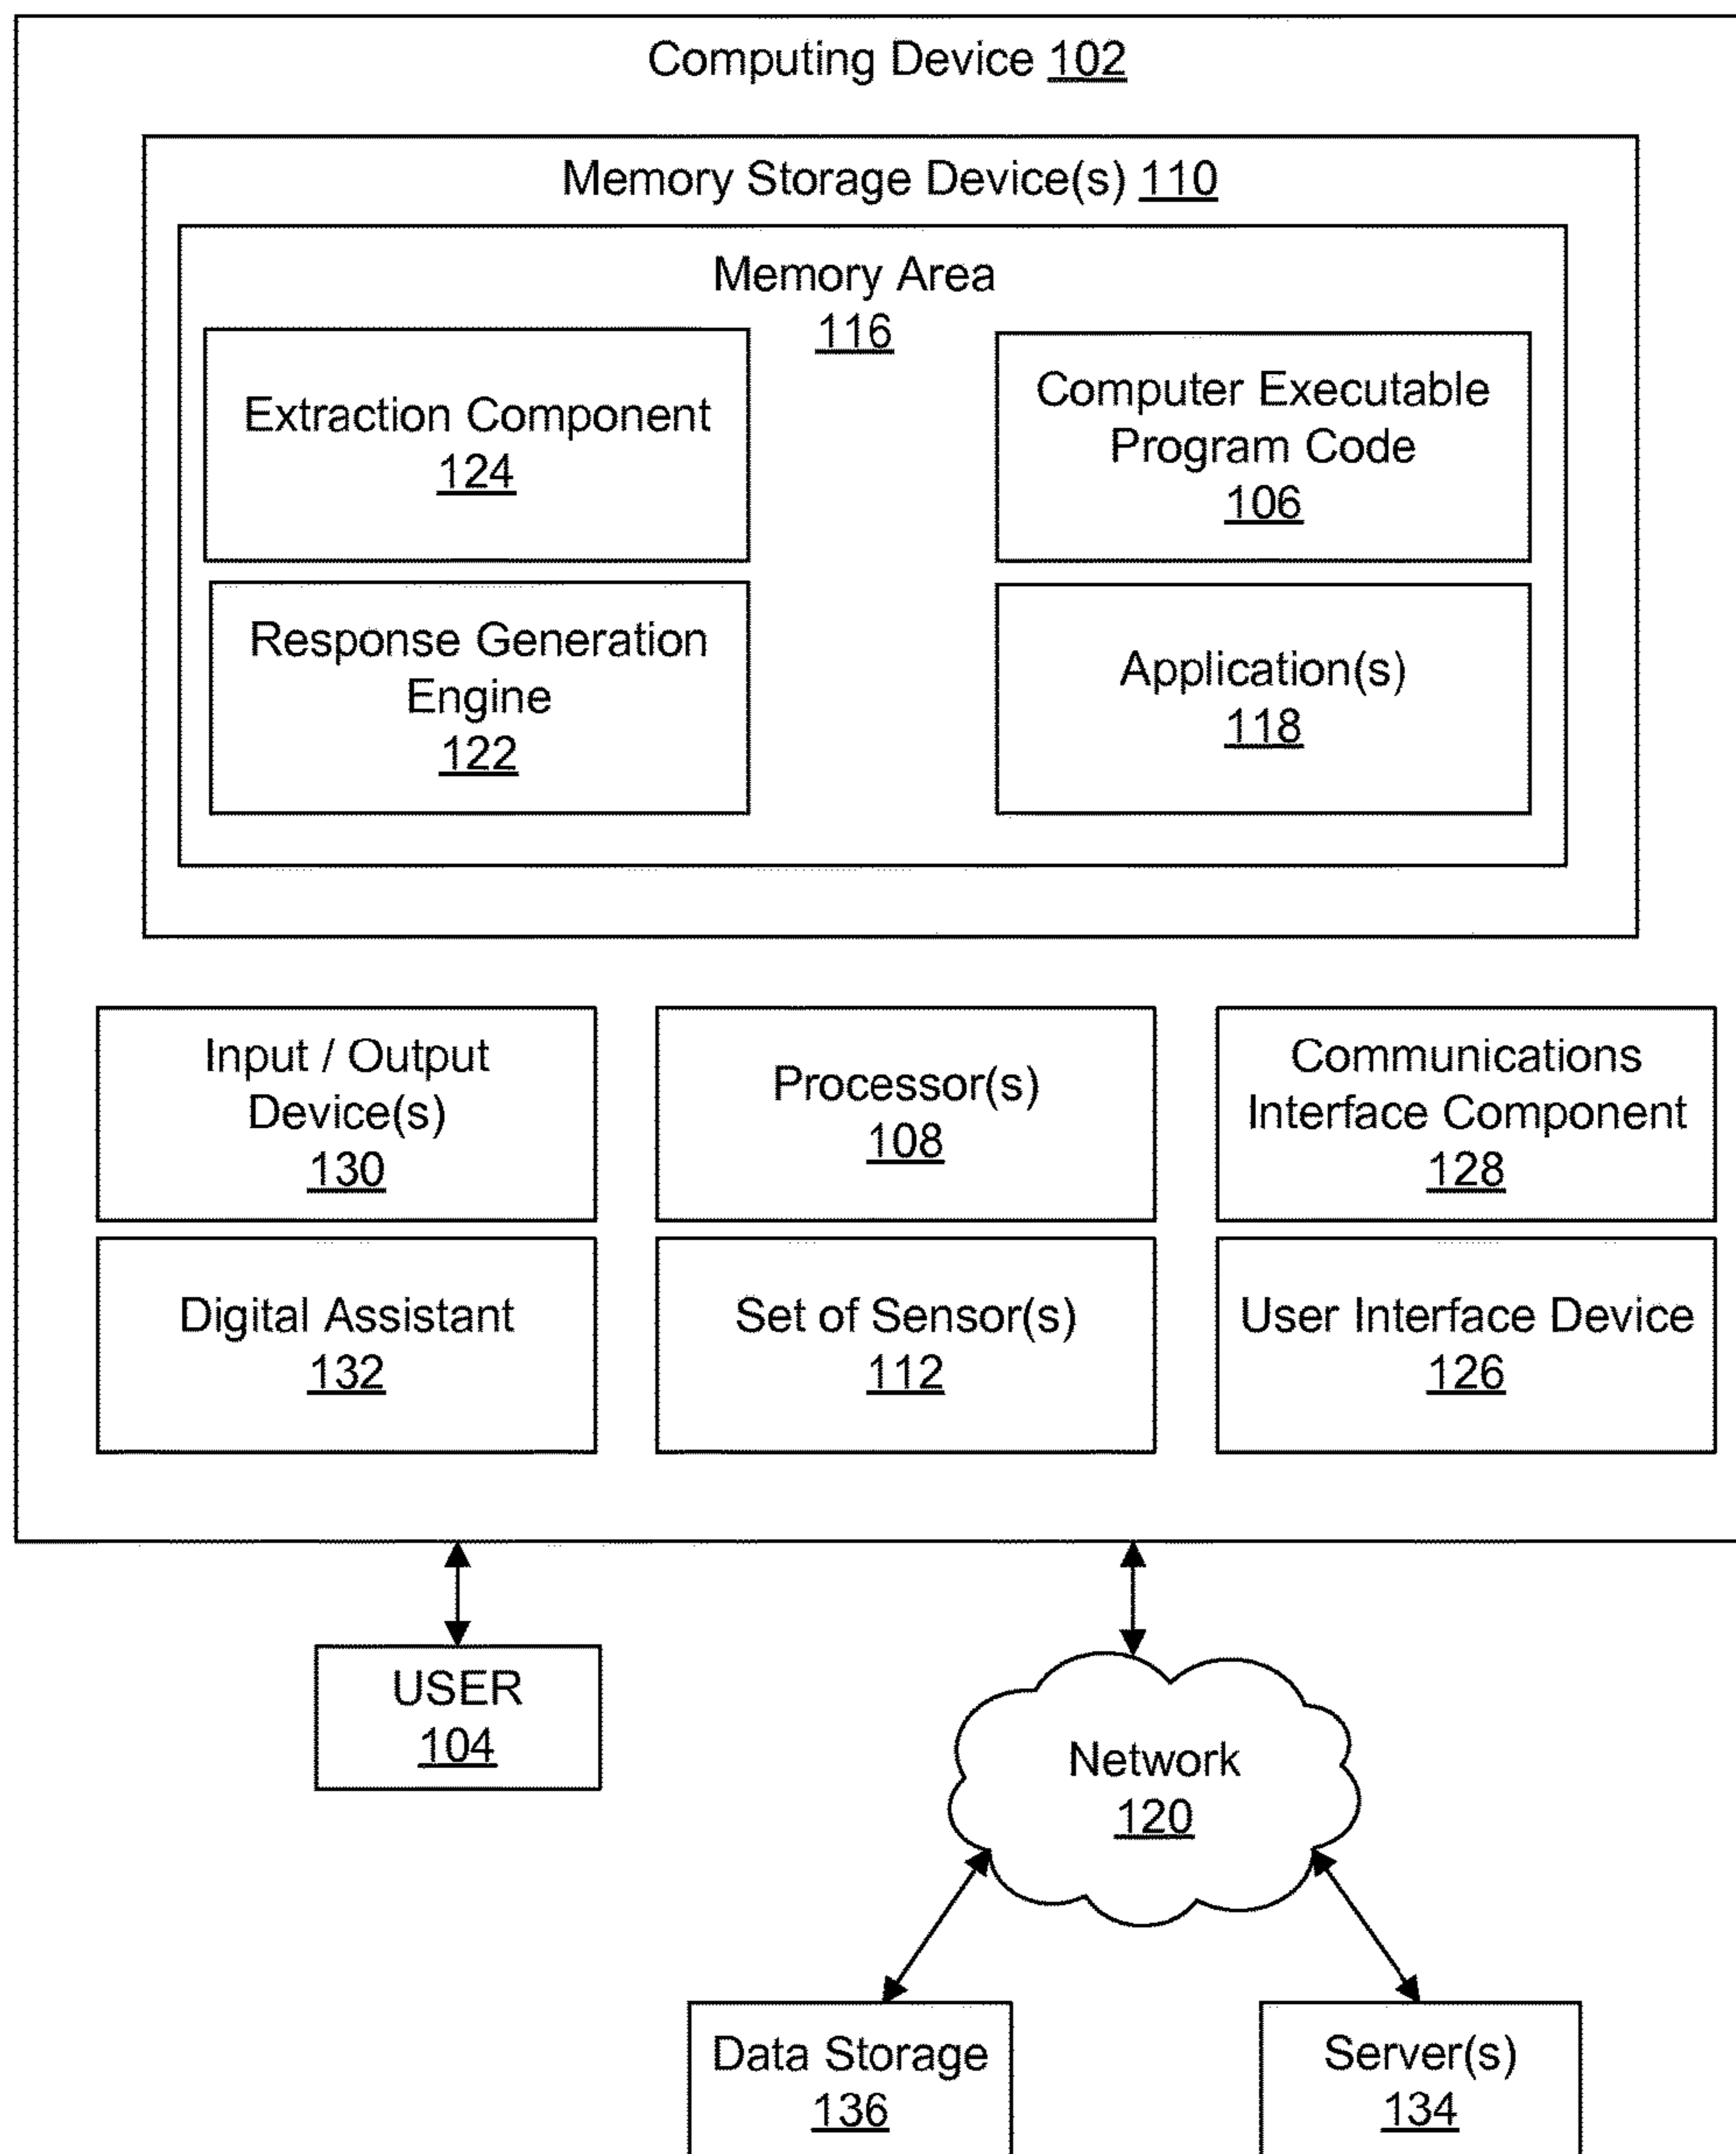 Computing Device 102
Memory Storage Device(s) 110
Memory Area
116
Extraction Component
124
Computer Executable
Program Code
106
Response Generation
Engine
122
Application(s)
118
Input / Output
Device(s)
130
Processor(s)
108
Communications
Interface Component
128
Digital Assistant
132
Set of Sensor(s)
112
User Interface Device
126
USER
104
Network
120
Data Storage
136
Server(s)
134